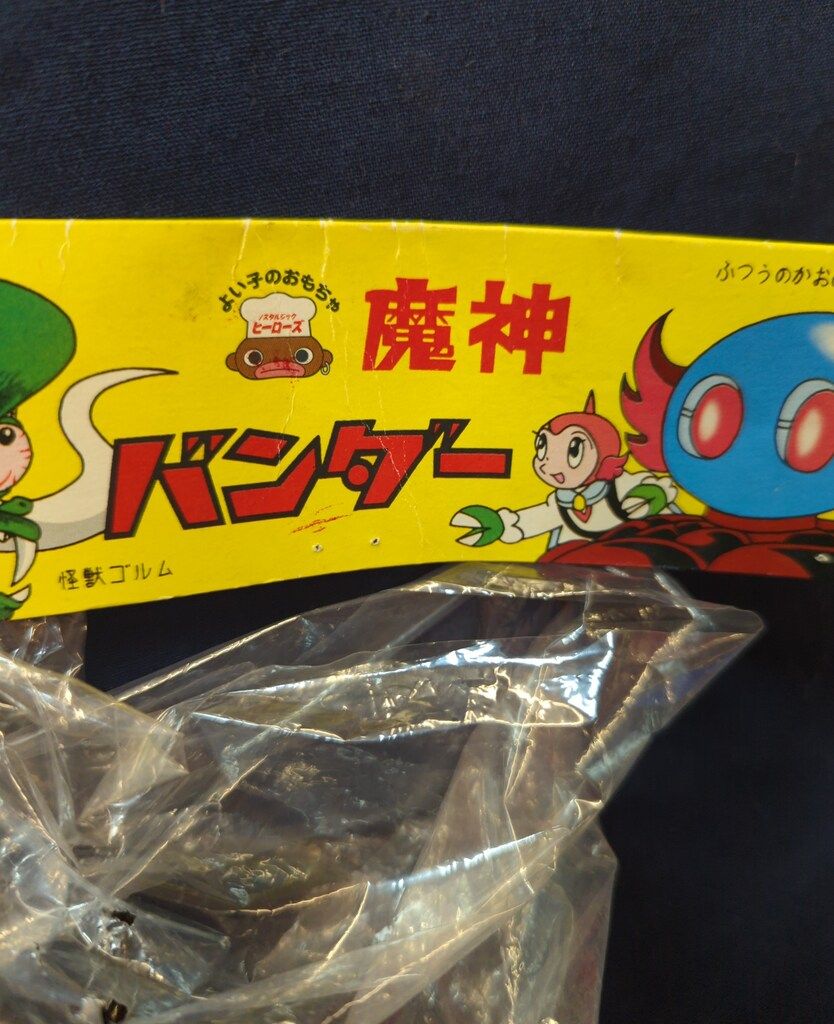 よい子のおもちゃ
ノスタルジック
ヒーローズ
魔神
バンダー
ふつうのかお
怪獣ゴルム